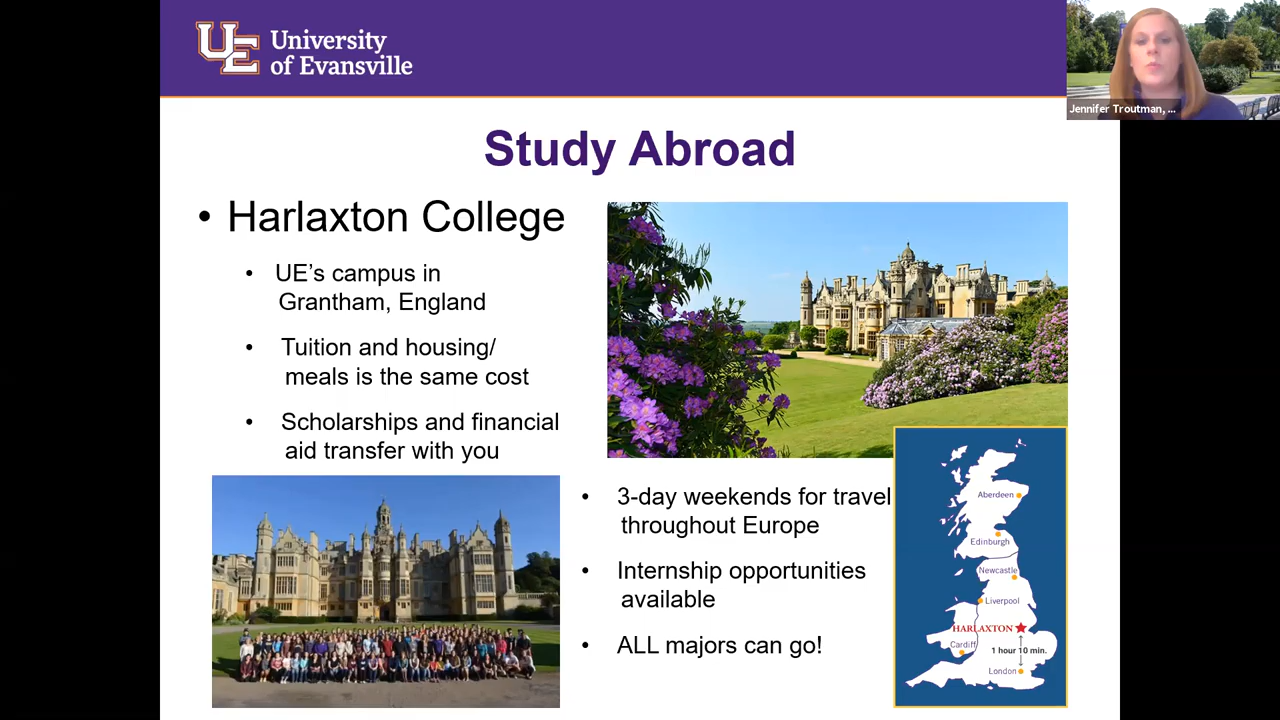 UE University
of Evansville
Jennifer Troutman, ...
Study Abroad
• Harlaxton College
• UE's campus in
Grantham, England
• Tuition and housing/
meals is the same cost
• Scholarships and financial
aid transfer with you
• 3-day weekends for travel
throughout Europe
• Internship opportunities
available
• ALL majors can go!
Aberdeen
Edinburgh
Newcastle
Liverpool
HARLAXTON
Cardiff
1 hour 10 min.
London